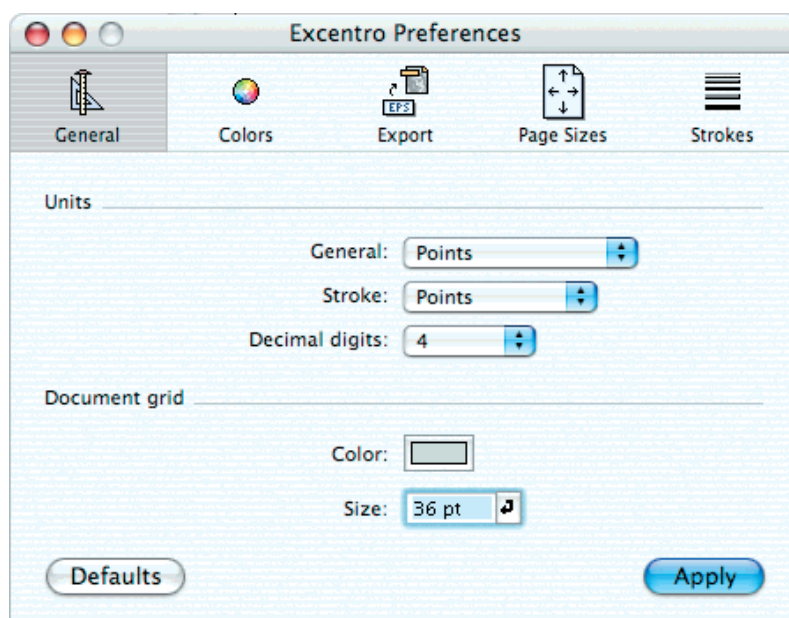 Excentro Preferences
EPS
General Colors Export Page Sizes Strokes
Units
General: Points
Stroke: Points
Decimal digits: 4
Document grid
Color:
Size: 36 pt
Defaults Apply